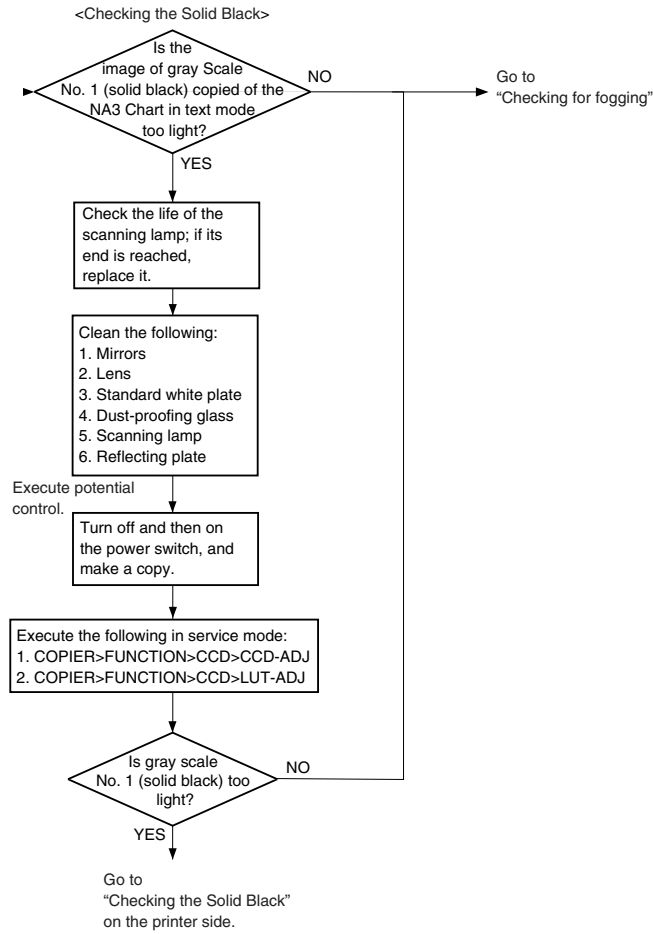 <Checking the Solid Black>
Is the
image of gray Scale
No. 1 (solid black) copied of the
NA3 Chart in text mode
too light?
NO
Go to
“Checking for fogging”
YES
Check the life of the
scanning lamp; if its
end is reached,
replace it.
Clean the following:
1. Mirrors
2. Lens
3. Standard white plate
4. Dust-proofing glass
5. Scanning lamp
6. Reflecting plate
Execute potential
control.
Turn off and then on
the power switch, and
make a copy.
Execute the following in service mode:
1. COPIER>FUNCTION>CCD>CCD-ADJ
2. COPIER>FUNCTION>CCD>LUT-ADJ
Is gray scale
No. 1 (solid black) too
light?
NO
YES
Go to
“Checking the Solid Black”
on the printer side.